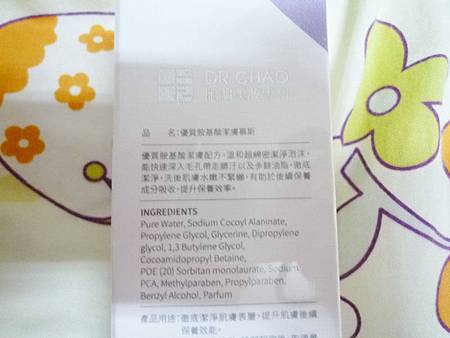 DR CHAO
品 名：優質胺基酸潔膚慕斯
優質胺基酸潔膚配方，溫和超綿密潔淨泡沫，
能快速深入毛孔帶走髒汙以及多餘油脂，徹底
潔淨，洗後肌膚水嫩不緊繃，有助於後續保養
成分吸收，提升保養效率。
INGREDIENTS
Pure Water, Sodium Cocoyl Alaninate,
Propylene Glycol, Glycerine, Dipropylene
glycol, 1,3 Butylene Glycol,
Cocoamidopropyl Betaine,
POE (20) Sorbitan monolaurate, Sodium
PCA, Methylparaben, Propylparaben,
Benzyl Alcohol, Parfum
產品用途：徹底潔淨肌膚表層，提升肌膚後續
保養效能。